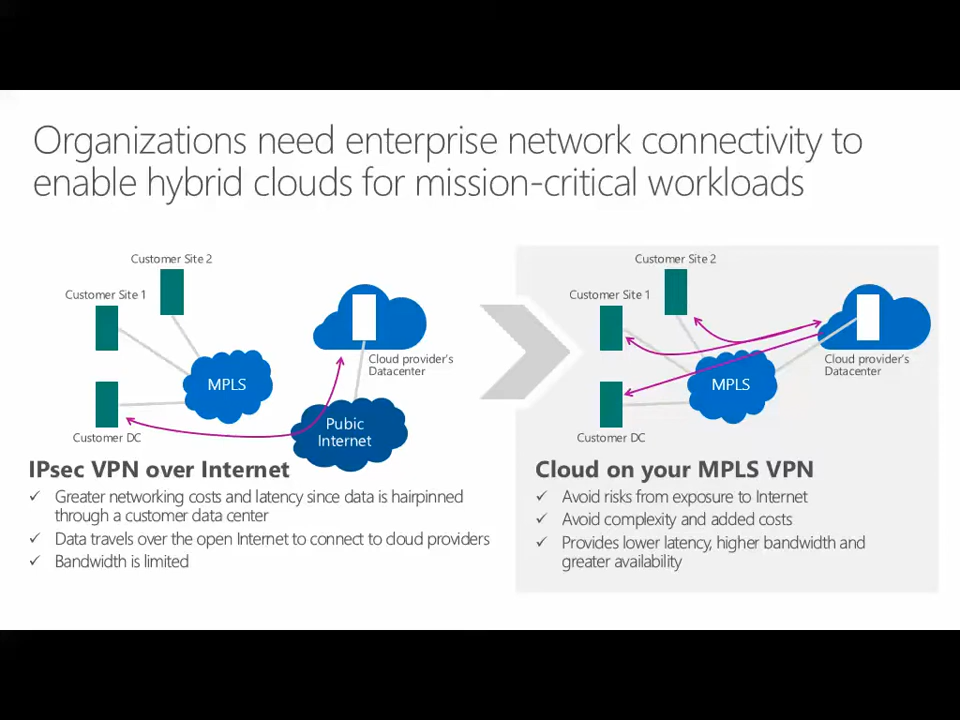 Organizations need enterprise network connectivity to
enable hybrid clouds for mission-critical workloads
Customer Site 2
Customer Site 1
MPLS
Cloud provider's
Datacenter
Pubic
Internet
Customer DC
IPsec VPN over Internet
✓ Greater networking costs and latency since data is hairpinned
through a customer data center
✓ Data travels over the open Internet to connect to cloud providers
✓ Bandwidth is limited
Customer Site 2
Customer Site 1
MPLS
Cloud provider's
Datacenter
Customer DC
Cloud on your MPLS VPN
✓ Avoid risks from exposure to Internet
✓ Avoid complexity and added costs
✓ Provides lower latency, higher bandwidth and
greater availability